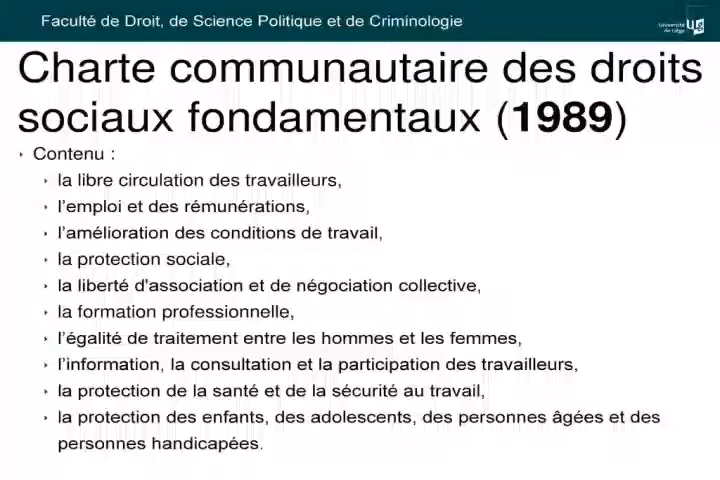 Faculté de Droit, de Science Politique et de Criminologie
Université de Liège
Charte communautaire des droits
sociaux fondamentaux (1989)
‣ Contenu :
‣ la libre circulation des travailleurs,
‣ l’emploi et des rémunérations,
‣ l’amélioration des conditions de travail,
‣ la protection sociale,
‣ la liberté d'association et de négociation collective,
‣ la formation professionnelle,
‣ l’égalité de traitement entre les hommes et les femmes,
‣ l’information, la consultation et la participation des travailleurs,
‣ la protection de la santé et de la sécurité au travail,
‣ la protection des enfants, des adolescents, des personnes âgées et des
personnes handicapées.